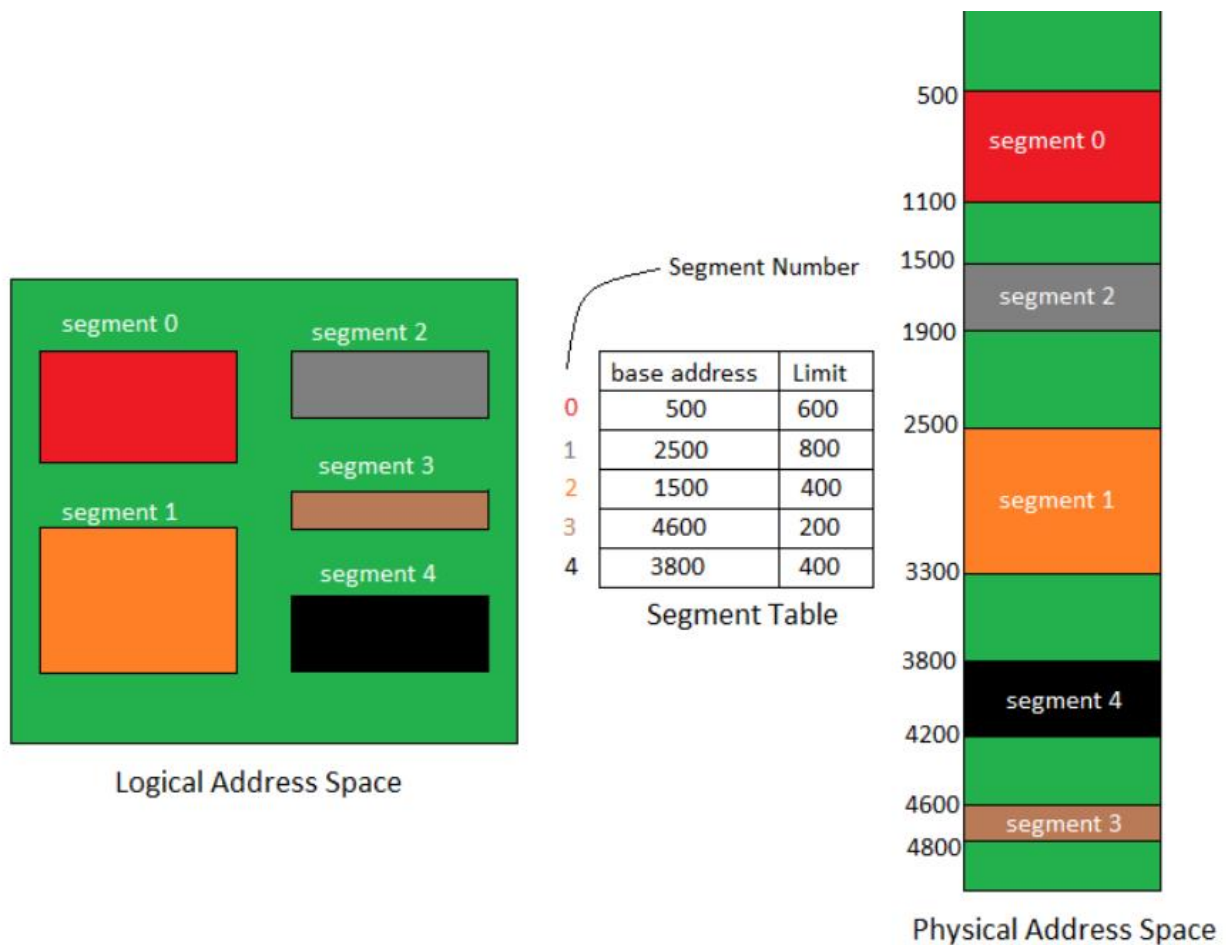 segment 0
segment 2
segment 3
segment 1
segment 4
Logical Address Space
Segment Number
base address Limit
0 500 600
1 2500 800
2 1500 400
3 4600 200
4 3800 400
Segment Table
500
segment 0
1100
1500
segment 2
1900
2500
segment 1
3300
3800
segment 4
4200
4600
segment 3
4800
Physical Address Space